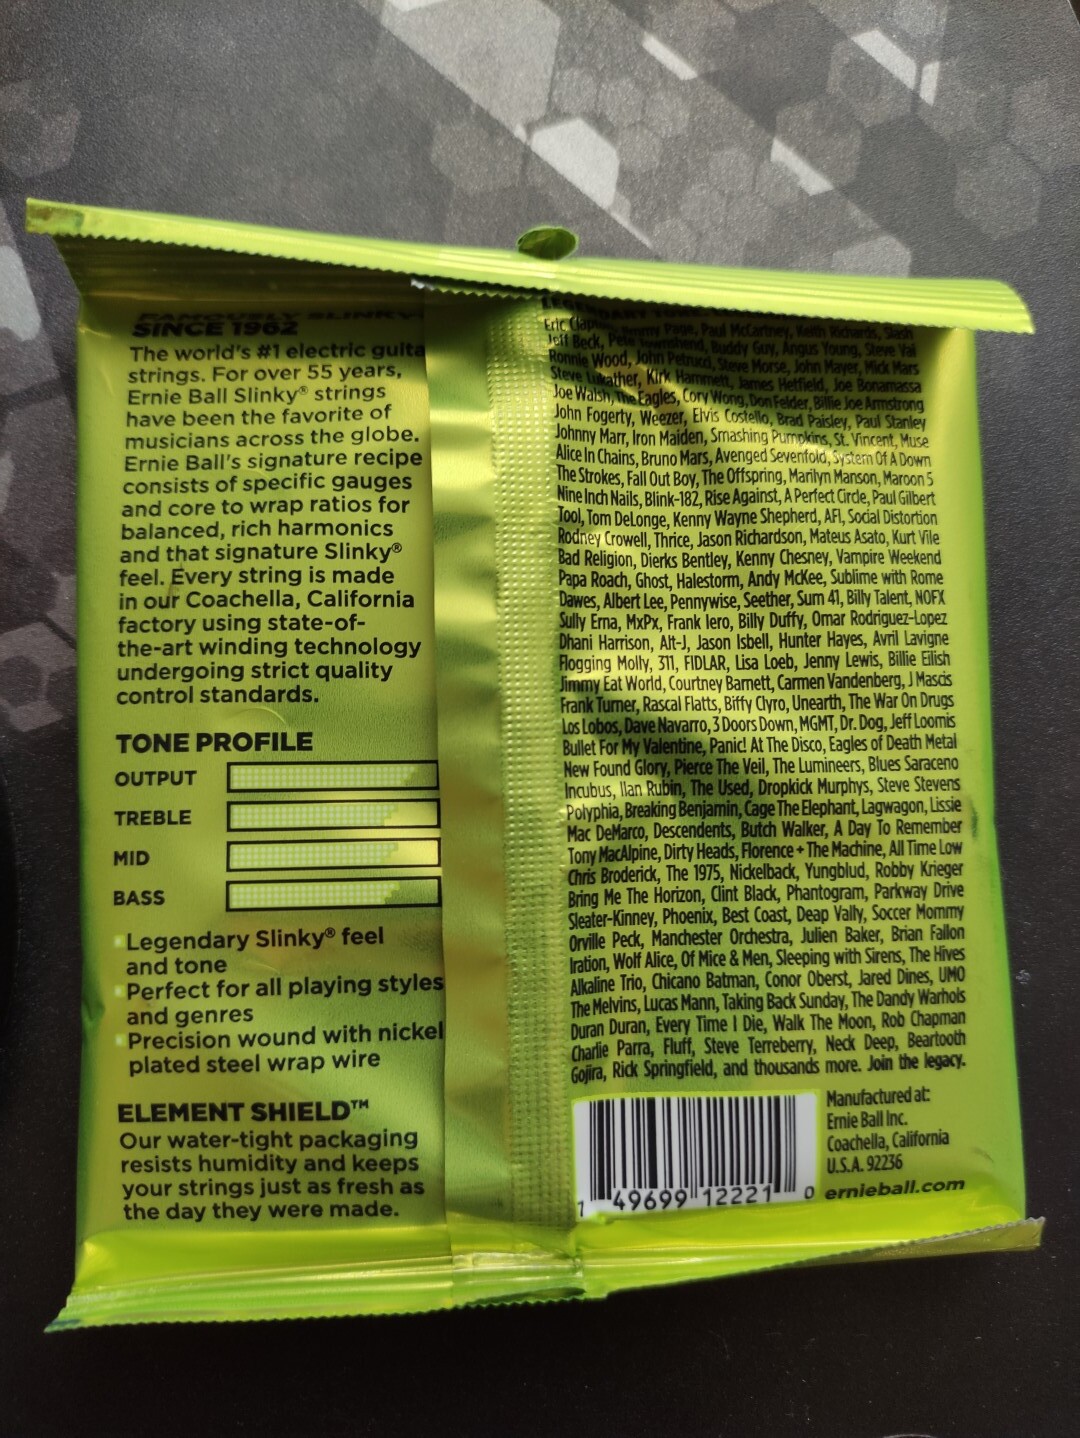 FAMOUSLY SLINKY
SINCE 1962
The world's #1 electric guita
strings. For over 55 years,
Ernie Ball Slinky® strings
have been the favorite of
musicians across the globe.
Ernie Ball's signature recipe
consists of specific gauges
and core to wrap ratios for
balanced, rich harmonics
and that signature Slinky®
feel. Every string is made
in our Coachella, California
factory using state-of-
the-art winding technology
undergoing strict quality
control standards.
TONE PROFILE
OUTPUT
TREBLE
MID
BASS
Legendary Slinky® feel
and tone
Perfect for all playing styles
and genres
Precision wound with nickel
plated steel wrap wire
ELEMENT SHIELD™
Our water-tight packaging
resists humidity and keeps
your strings just as fresh as
the day they were made.
Eric Clap Jimmy Page, Paul McCartney, Keith Richards, Slash
Jeff Beck, Pete Townshend, Buddy Guy, Angus Young, Steve Vai
Ronnie Wood, John Petrucci, Steve Morse, John Mayer, Mick Mars
Steve Lukather, Kirk Hammett, James Hetfield, Joe Bonamassa
Joe Walsh, The Eagles, Cory Wong, Don Felder, Billie Joe Armstrong
John Fogerty, Weezer, Elvis Costello, Brad Paisley, Paul Stanley
Johnny Marr, Iron Maiden, Smashing Pumpkins, St. Vincent, Muse
Alice In Chains, Bruno Mars, Avenged Sevenfold, System Of A Down
The Strokes, Fall Out Boy, The Offspring, Marilyn Manson, Maroon 5
Nine Inch Nails, Blink-182, Rise Against, A Perfect Circle, Paul Gilbert
Tool, Tom DeLonge, Kenny Wayne Shepherd, AFI, Social Distortion
Rodney Crowell, Thrice, Jason Richardson, Mateus Asato, Kurt Vile
Bad Religion, Dierks Bentley, Kenny Chesney, Vampire Weekend
Papa Roach, Ghost, Halestorm, Andy McKee, Sublime with Rome
Dawes, Albert Lee, Pennywise, Seether, Sum 41, Billy Talent, NOFX
Sully Erna, MxPx, Frank Iero, Billy Duffy, Omar Rodriguez-Lopez
Dhani Harrison, Alt-J, Jason Isbell, Hunter Hayes, Avril Lavigne
Flogging Molly, 311, FIDLAR, Lisa Loeb, Jenny Lewis, Billie Eilish
Jimmy Eat World, Courtney Barnett, Carmen Vandenberg, J Mascis
Frank Turner, Rascal Flatts, Biffy Clyro, Unearth, The War On Drugs
Los Lobos, Dave Navarro, 3 Doors Down, MGMT, Dr. Dog, Jeff Loomis
Bullet For My Valentine, Panic! At The Disco, Eagles of Death Metal
New Found Glory, Pierce The Veil, The Lumineers, Blues Saraceno
Incubus, Ilan Rubin, The Used, Dropkick Murphys, Steve Stevens
Polyphia, Breaking Benjamin, Cage The Elephant, Lagwagon, Lissie
Mac DeMarco, Descendents, Butch Walker, A Day To Remember
Tony MacAlpine, Dirty Heads, Florence + The Machine, All Time Low
Chris Broderick, The 1975, Nickelback, Yungblud, Robby Krieger
Bring Me The Horizon, Clint Black, Phantogram, Parkway Drive
Sleater-Kinney, Phoenix, Best Coast, Deap Vally, Soccer Mommy
Orville Peck, Manchester Orchestra, Julien Baker, Brian Fallon
Iration, Wolf Alice, Of Mice & Men, Sleeping with Sirens, The Hives
Alkaline Trio, Chicano Batman, Conor Oberst, Jared Dines, UMO
The Melvins, Lucas Mann, Taking Back Sunday, The Dandy Warhols
Duran Duran, Every Time I Die, Walk The Moon, Rob Chapman
Charlie Parra, Fluff, Steve Terreberry, Neck Deep, Beartooth
Gojira, Rick Springfield, and thousands more. Join the legacy.
7 49699 12221 0
Manufactured at:
Ernie Ball Inc.
Coachella, California
U.S.A. 92236
ernieball.com